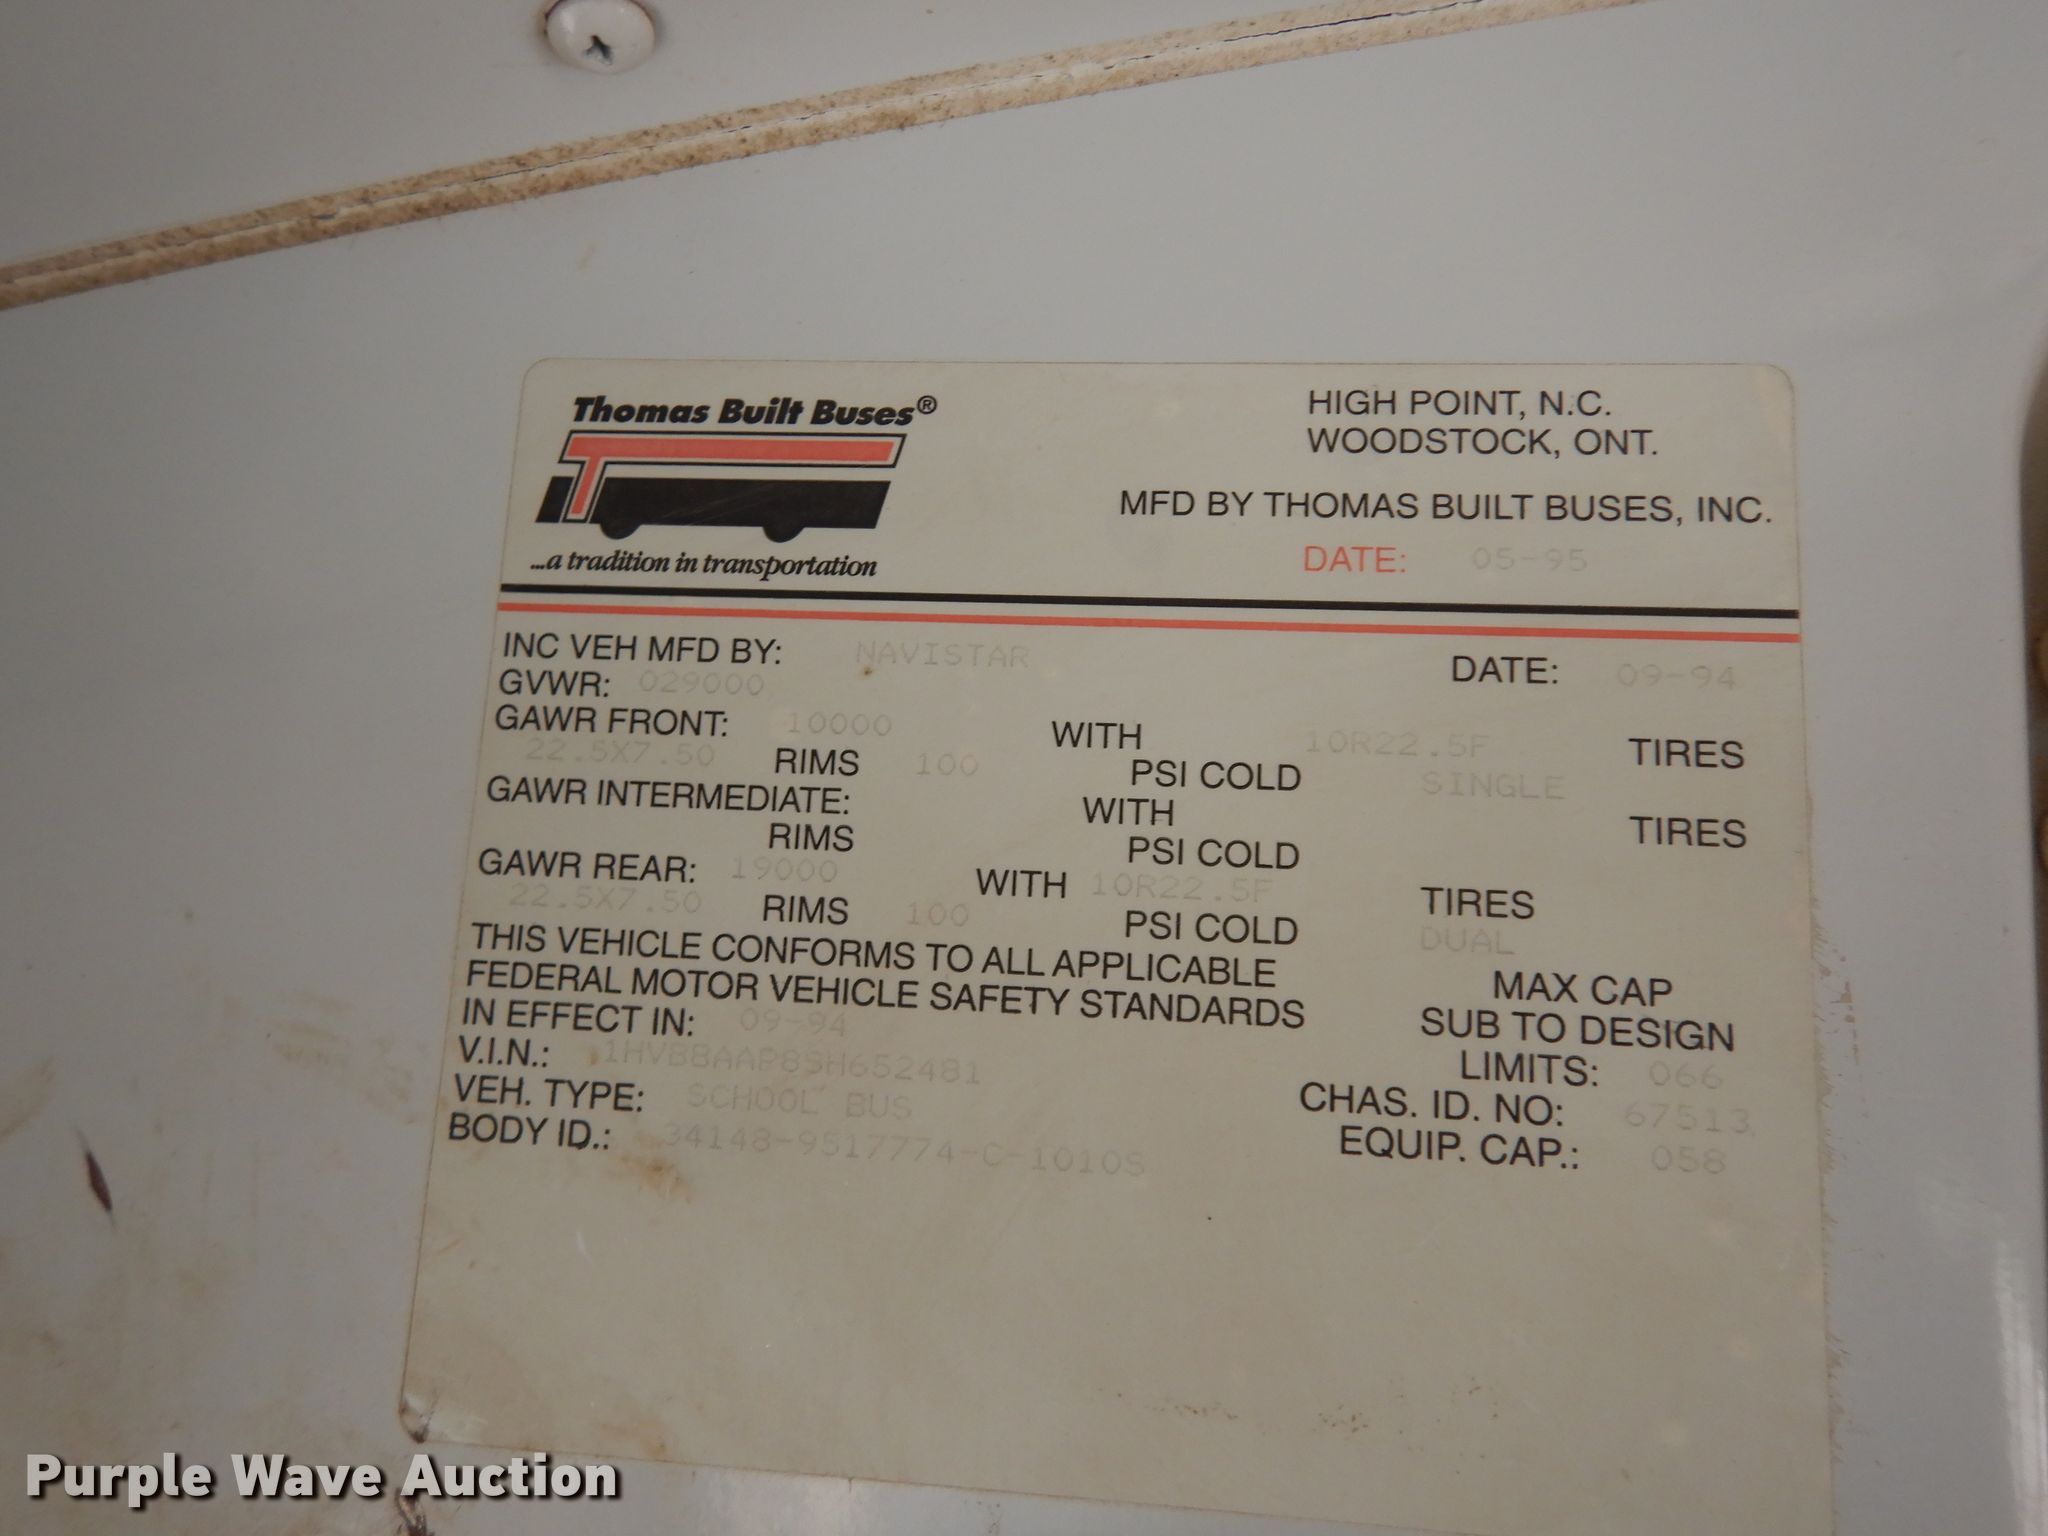 Thomas Built Buses®
...a tradition in transportation
HIGH POINT, N.C.
WOODSTOCK, ONT.
MFD BY THOMAS BUILT BUSES, INC.
DATE: 05-95
INC VEH MFD BY: NAVISTAR DATE: 09-94
GVWR: 029000
GAWR FRONT: 10000 WITH 10R22.5F TIRES
22.5X7.50 RIMS 100 PSI COLD SINGLE
GAWR INTERMEDIATE: WITH TIRES
RIMS PSI COLD
GAWR REAR: 19000 WITH 10R22.5F TIRES
22.5X7.50 RIMS 100 PSI COLD DUAL
THIS VEHICLE CONFORMS TO ALL APPLICABLE
FEDERAL MOTOR VEHICLE SAFETY STANDARDS
IN EFFECT IN: 09-94
MAX CAP
SUB TO DESIGN
LIMITS: 066
V.I.N.: 1HVBBAAP8SH652481
VEH. TYPE: SCHOOL BUS
CHAS. ID. NO: 67513
BODY ID.: 34148-9517774-C-1010S
EQUIP. CAP.: 058
Purple Wave Auction